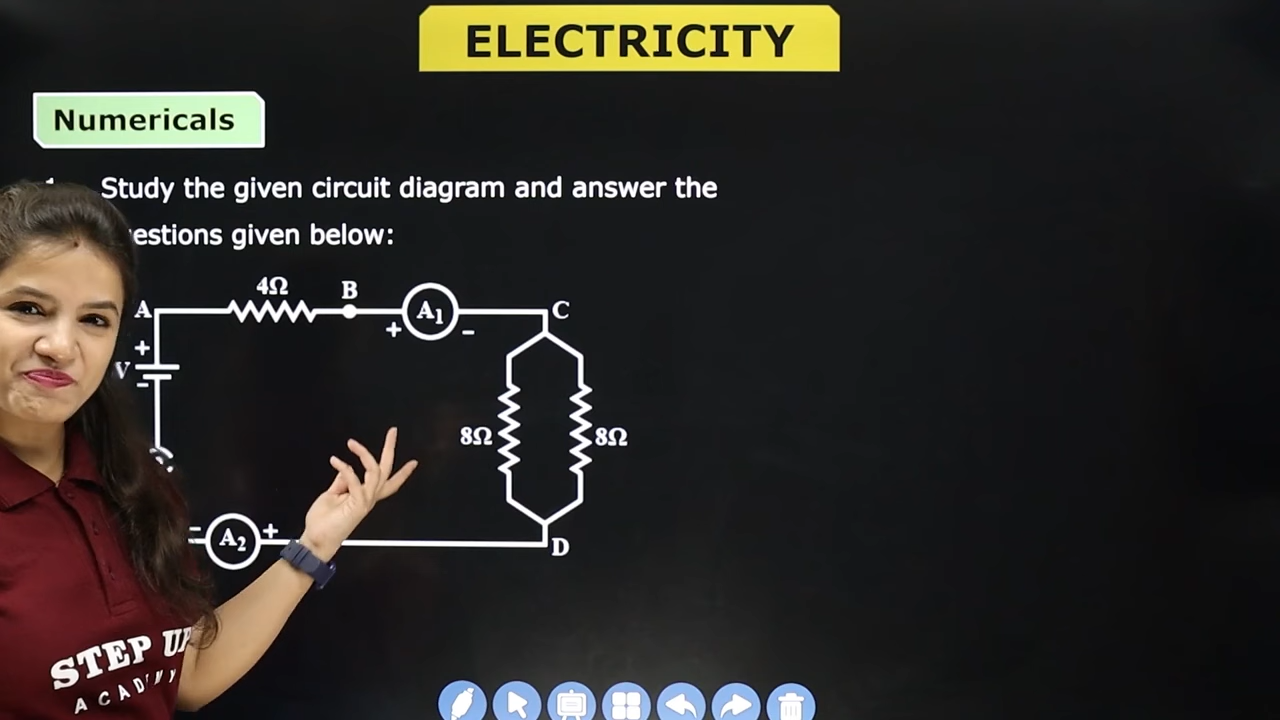 ELECTRICITY
Numericals
Study the given circuit diagram and answer the
estions given below:
4Ω
B
A
A₁
C
+
-
+
V
-
8Ω
8Ω
-
A₂
+
D
STEP UP
ACADMY